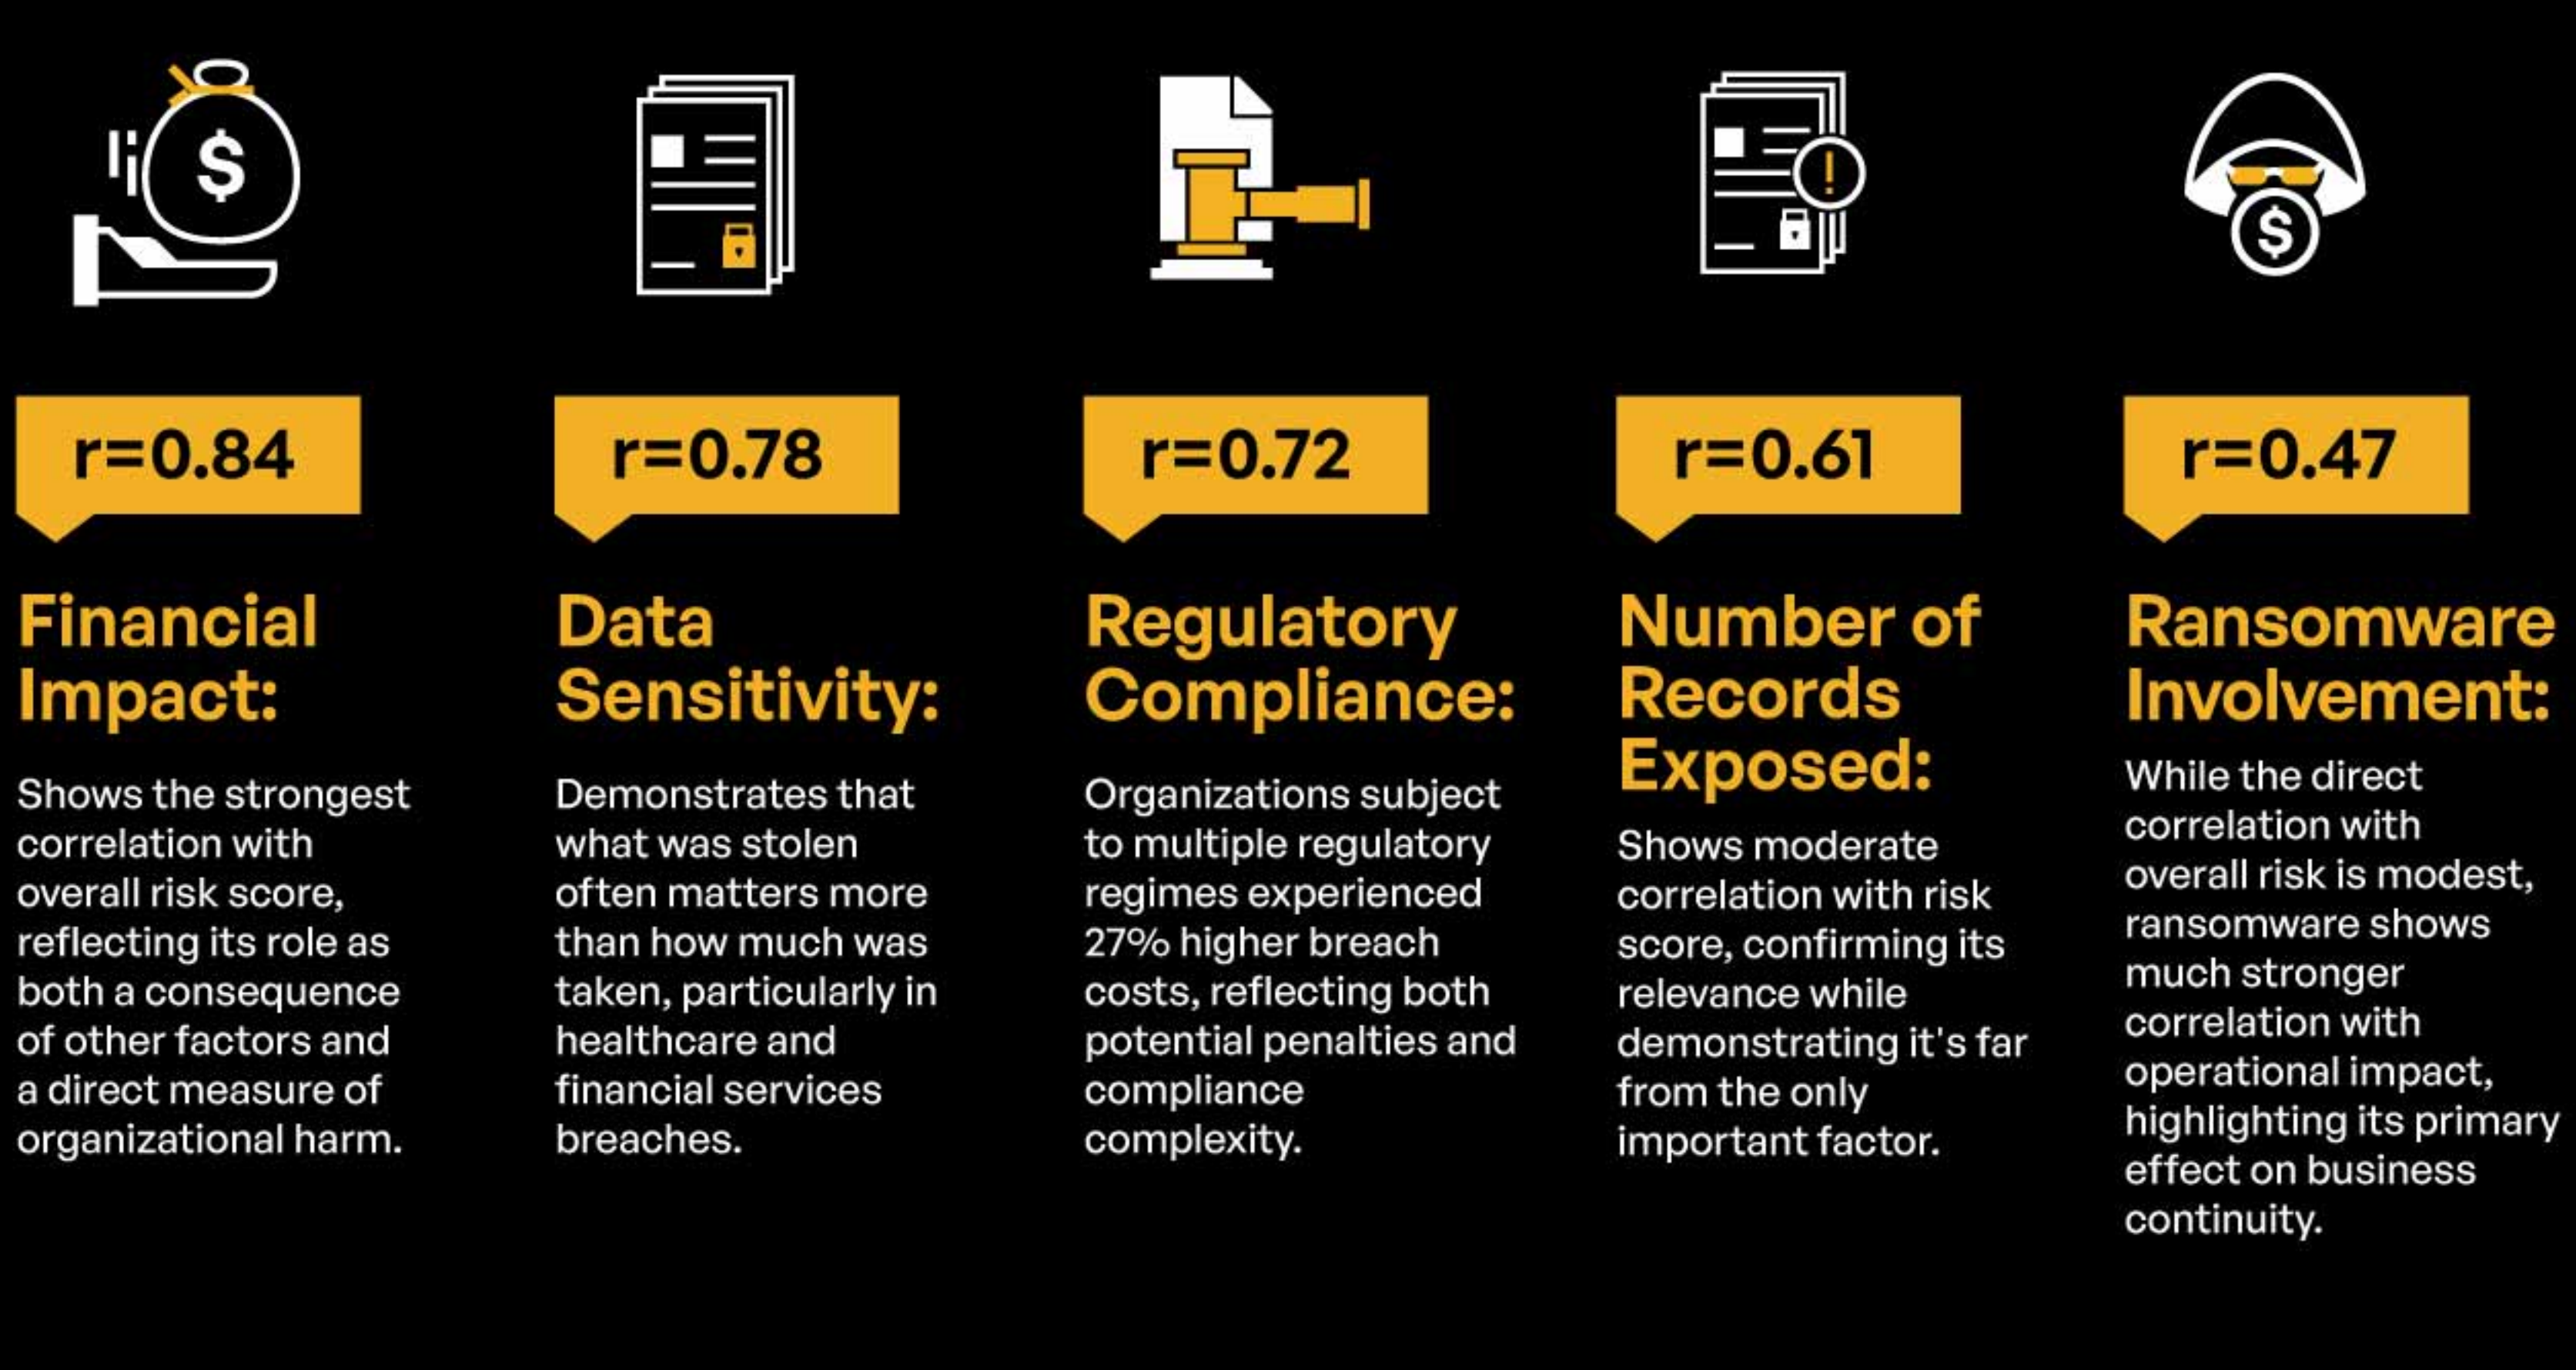 $
!
$
r=0.84
r=0.78
r=0.72
r=0.61
r=0.47
Financial
Impact:
Shows the strongest
correlation with
overall risk score,
reflecting its role as
both a consequence
of other factors and
a direct measure of
organizational harm.
Data
Sensitivity:
Demonstrates that
what was stolen
often matters more
than how much was
taken, particularly in
healthcare and
financial services
breaches.
Regulatory
Compliance:
Organizations subject
to multiple regulatory
regimes experienced
27% higher breach
costs, reflecting both
potential penalties and
compliance
complexity.
Number of
Records
Exposed:
Shows moderate
correlation with risk
score, confirming its
relevance while
demonstrating it's far
from the only
important factor.
Ransomware
Involvement:
While the direct
correlation with
overall risk is modest,
ransomware shows
much stronger
correlation with
operational impact,
highlighting its primary
effect on business
continuity.